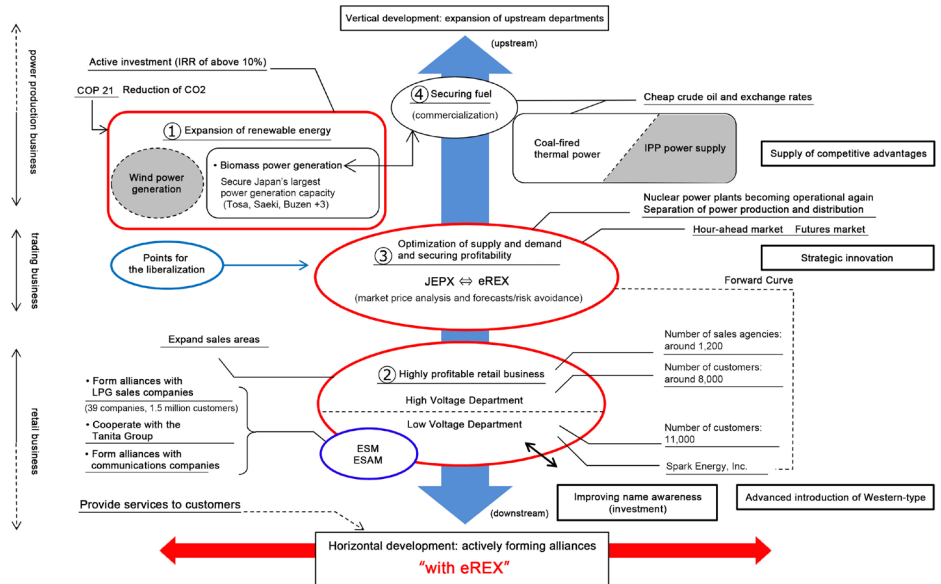 Vertical development: expansion of upstream departments
(upstream)
power production business
Active investment (IRR of above 10%)
COP 21 Reduction of CO2
① Expansion of renewable energy
Wind power
generation
• Biomass power generation
Secure Japan's largest
power generation capacity
(Tosa, Saeki, Buzen +3)
④ Securing fuel
(commercialization)
Cheap crude oil and exchange rates
Coal-fired
thermal power
IPP power supply
Supply of competitive advantages
Nuclear power plants becoming operational again
Separation of power production and distribution
Hour-ahead market Futures market
trading business
Points for
the liberalization
③ Optimization of supply and demand
and securing profitability
JEPX ⇔ eREX
(market price analysis and forecasts/risk avoidance)
Strategic innovation
Forward Curve
retail business
Expand sales areas
• Form alliances with
LPG sales companies
(39 companies, 1.5 million customers)
• Cooperate with the
Tanita Group
• Form alliances with
communications companies
② Highly profitable retail business
High Voltage Department
Low Voltage Department
ESM
ESAM
Number of sales agencies:
around 1,200
Number of customers:
around 8,000
Number of customers:
11,000
Spark Energy, Inc.
Provide services to customers
(downstream)
Improving name awareness
(investment)
Advanced introduction of Western-type
Horizontal development: actively forming alliances
"with eREX"